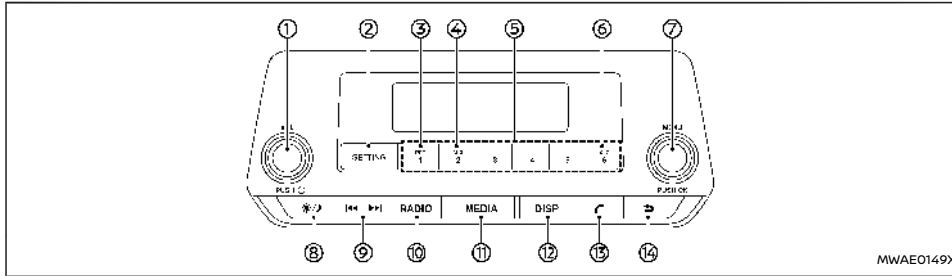 ① ② ③ ④ ⑤ ⑥ ⑦
MENU
SETTING 1 2 3 4 5 6
PUSH PUSH OK
RADIO MEDIA DISP
⑧ ⑨ ⑩ ⑪ ⑫ ⑬ ⑭
MWAE0149X